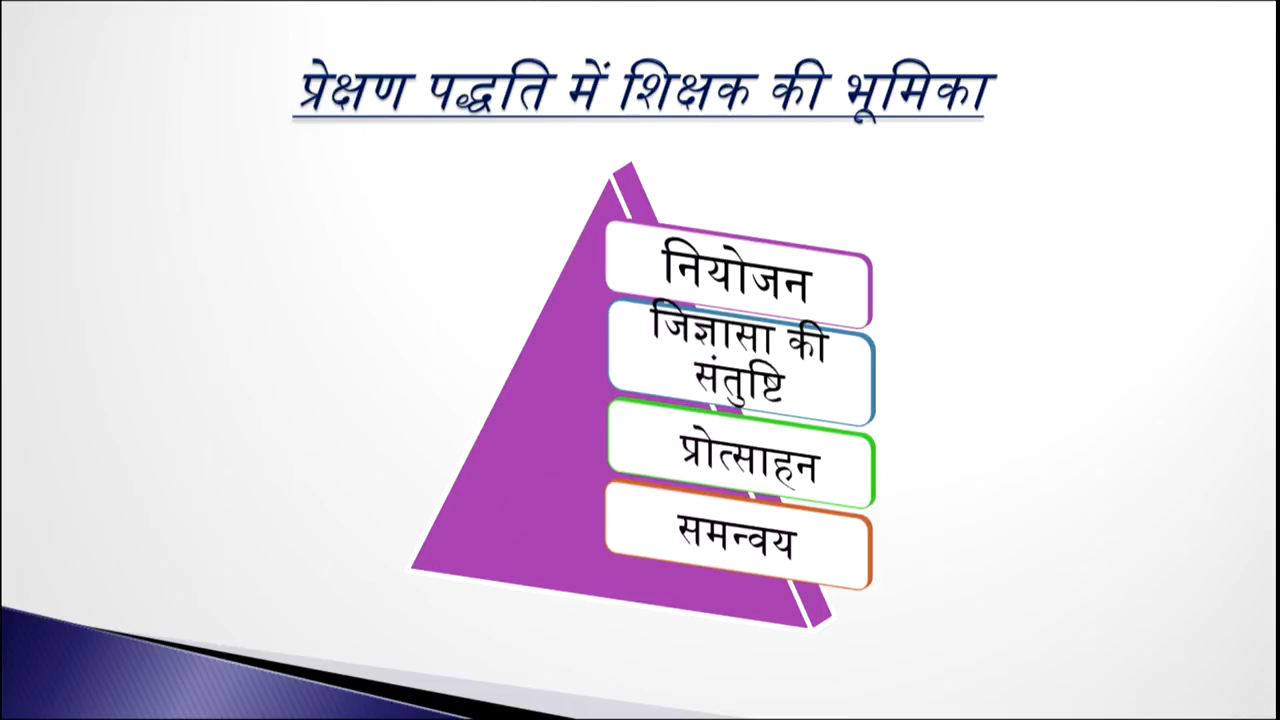 प्रेक्षण पद्धति में शिक्षक की भूमिका
नियोजन
जिज्ञासा की
संतुष्टि
प्रोत्साहन
समन्वय